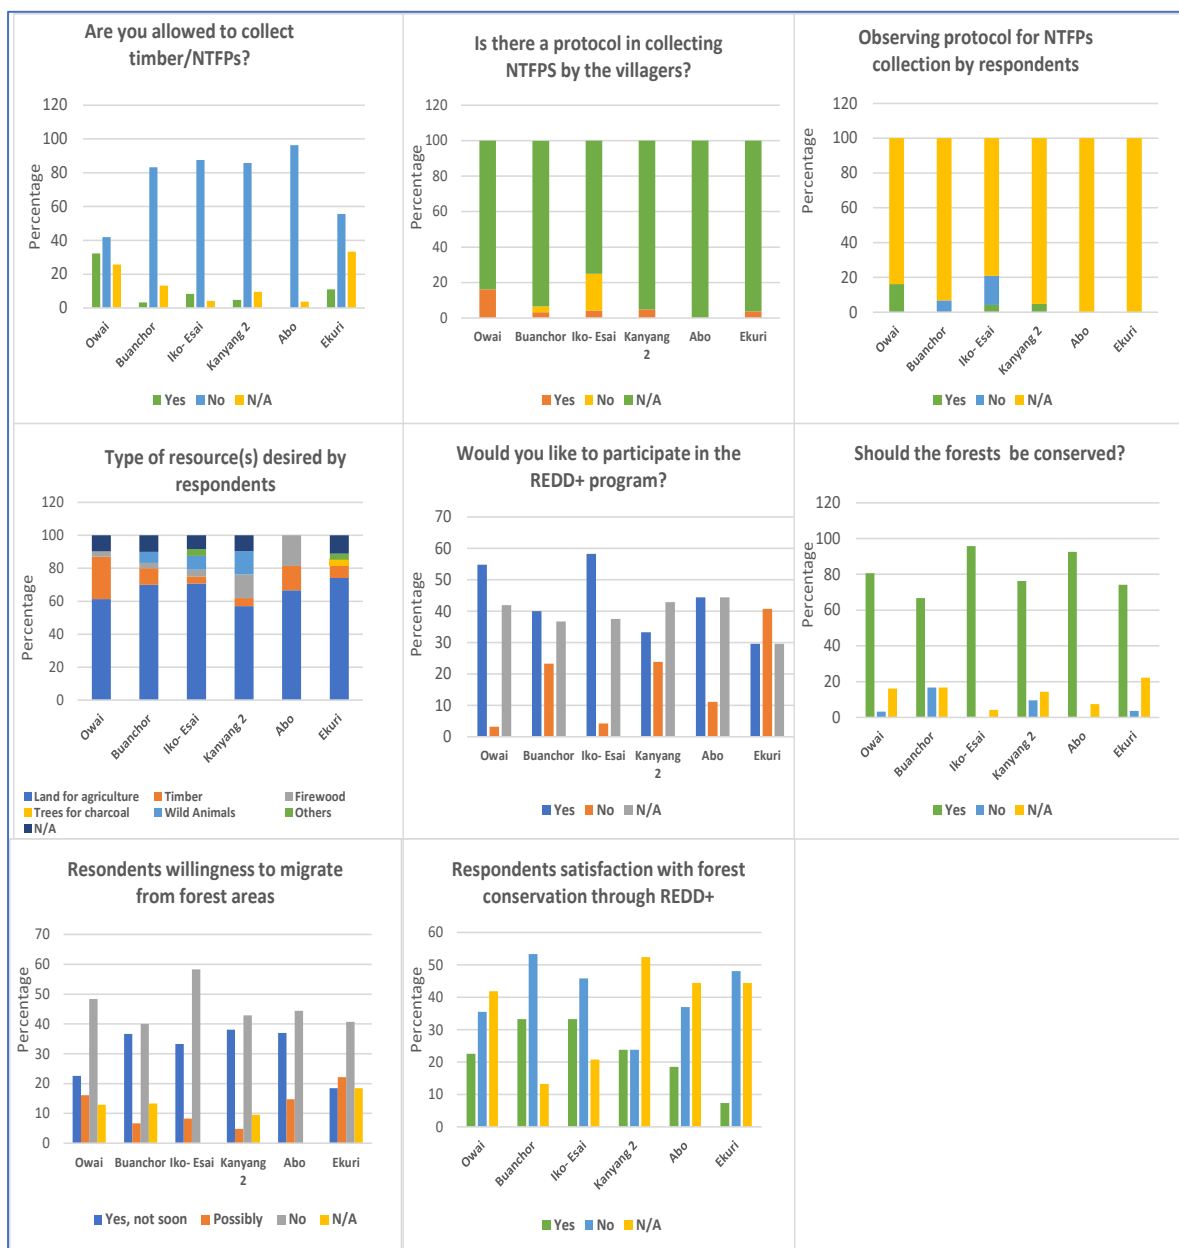 Are you allowed to collect
timber/NTFPs?
Percentage
120
100
80
60
40
20
0
Owai
Buanchor
Iko- Esai
Kanyang 2
Abo
Ekuri
Yes No N/A
Is there a protocol in collecting
NTFPS by the villagers?
Percentage
120
100
80
60
40
20
0
Owai Buanchor Iko- Esai Kanyang Abo Ekuri
2
Yes No N/A
Observing protocol for NTFPs
collection by respondents
Percentage
120
100
80
60
40
20
0
Owai
Buanchor
Iko- Esai
Kanyang 2
Abo
Ekuri
Yes No N/A
Type of resource(s) desired by
respondents
Percentage
120
100
80
60
40
20
0
Owai
Buanchor
Iko- Esai
Kanyang 2
Abo
Ekuri
Land for agriculture Timber Firewood
Trees for charcoal Wild Animals Others
N/A
Would you like to participate in the
REDD+ program?
Percentage
70
60
50
40
30
20
10
0
Owai Buanchor Iko- Esai Kanyang Abo Ekuri
2
Yes No N/A
Should the forests be conserved?
Percentage
120
100
80
60
40
20
0
Owai
Buanchor
Iko- Esai
Kanyang 2
Abo
Ekuri
Yes No N/A
Resondents willingness to migrate
from forest areas
Percentage
70
60
50
40
30
20
10
0
Owai Buanchor Iko- Esai Kanyang Abo Ekuri
2
Yes, not soon Possibly No N/A
Respondents satisfaction with forest
conservation through REDD+
Percentage
60
50
40
30
20
10
0
Owai
Buanchor
Iko- Esai
Kanyang 2
Abo
Ekuri
Yes No N/A